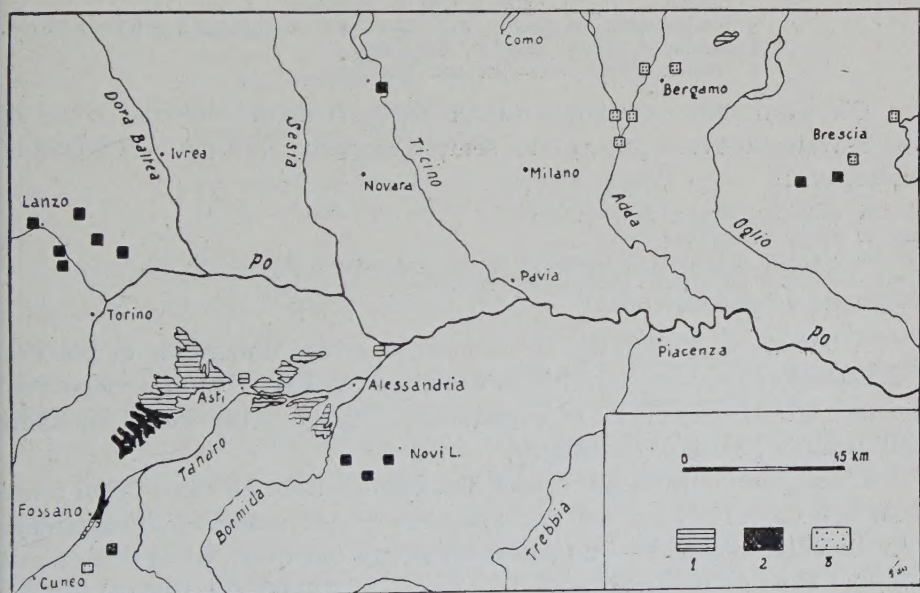 Como
Bergamo
Dora Baltea
Sesia
Ticino
Brescia
Ivrea
Novara
Milano
Adda
Oglio
Lanzo
Po
Pavia
Torino
Piacenza
Po
Asti
Alessandria
Tanaro
Novi L.
Bormida
Trebbia
Fossano
Cuneo
0 45 Km
1 2 3